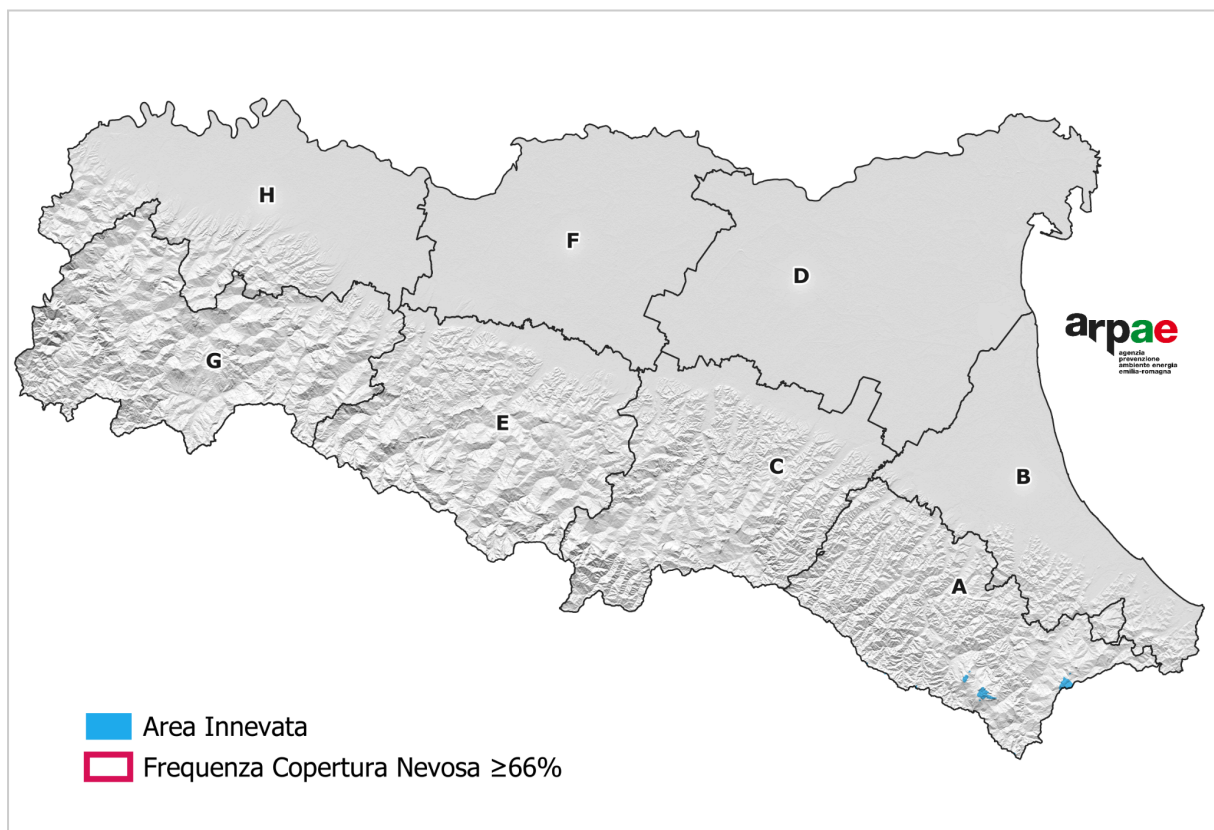 H
F
D
G
E
C
B
A
arpae
agenzia
prevenzione
ambiente energia
emilia-romagna
Area Innevata
Frequenza Copertura Nevosa ≥66%